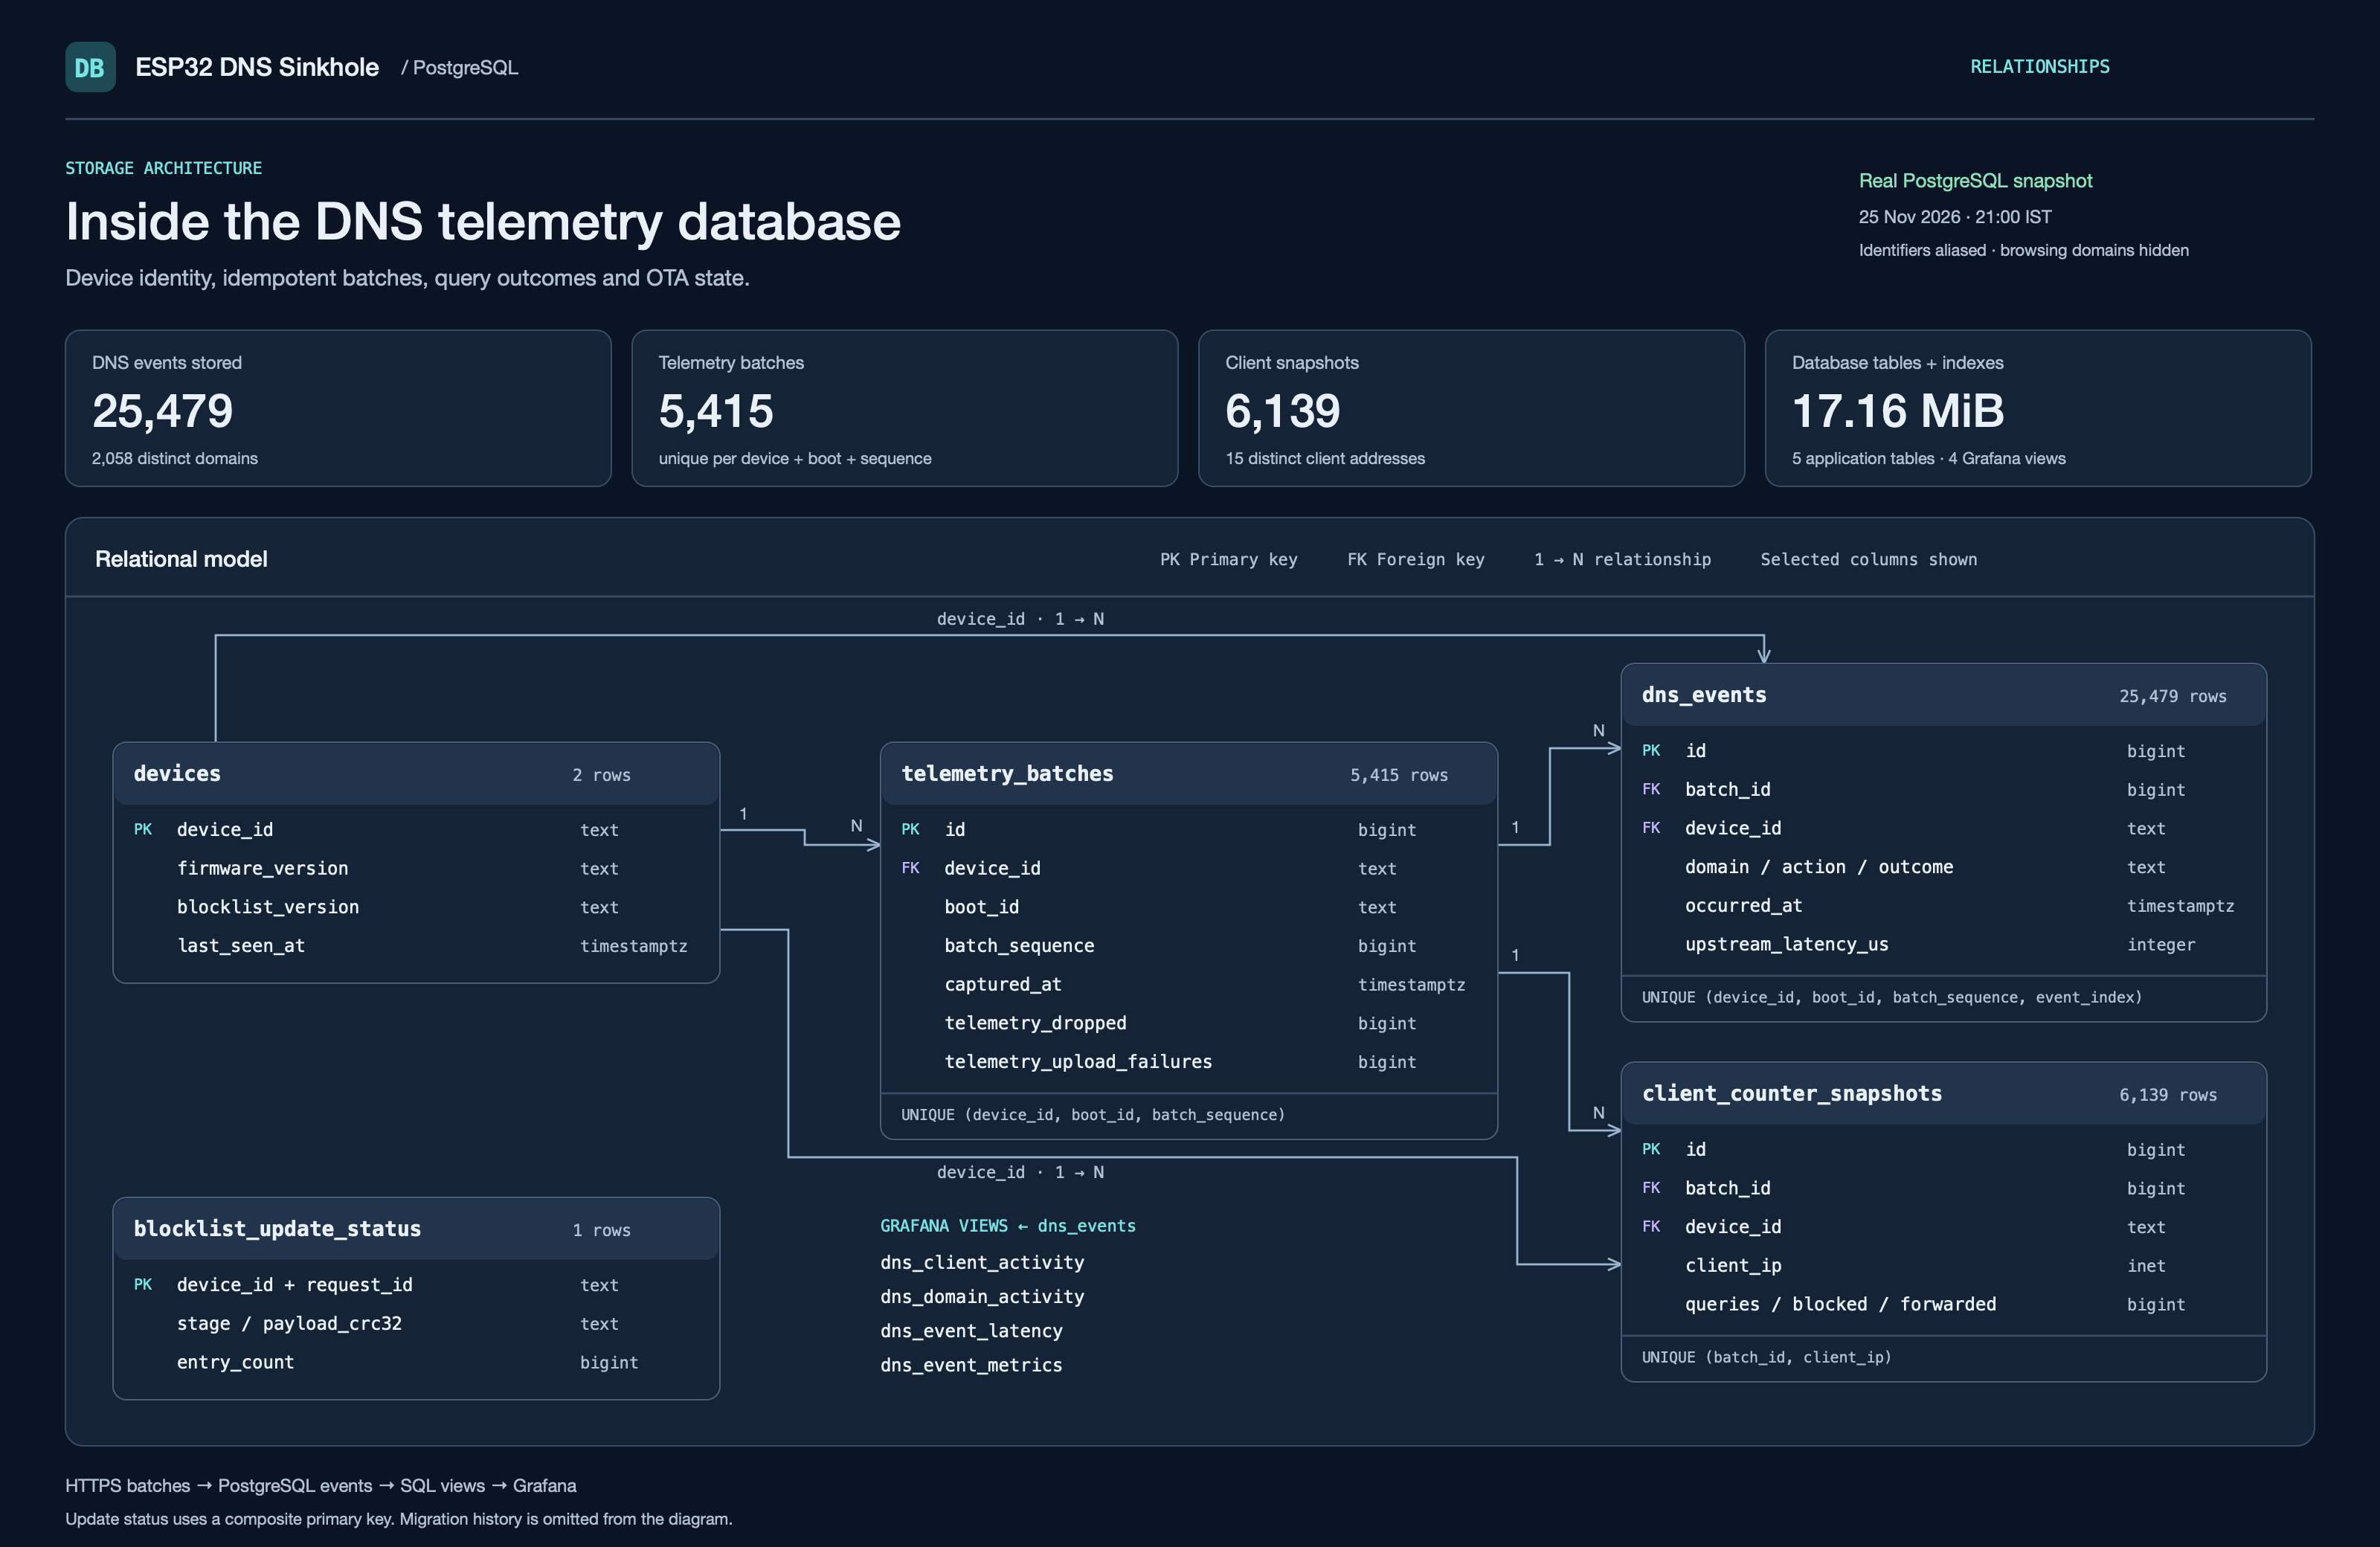 DB ESP32 DNS Sinkhole / PostgreSQL RELATIONSHIPS
STORAGE ARCHITECTURE
Inside the DNS telemetry database
Device identity, idempotent batches, query outcomes and OTA state.
Real PostgreSQL snapshot
25 Nov 2026 · 21:00 IST
Identifiers aliased · browsing domains hidden
DNS events stored
25,479
2,058 distinct domains
Telemetry batches
5,415
unique per device + boot + sequence
Client snapshots
6,139
15 distinct client addresses
Database tables + indexes
17.16 MiB
5 application tables · 4 Grafana views
Relational model
PK Primary key FK Foreign key 1 → N relationship Selected columns shown
device_id · 1 → N
devices 2 rows
PK device_id text
firmware_version text
blocklist_version text
last_seen_at timestamptz
1
N
telemetry_batches 5,415 rows
PK id bigint
FK device_id text
boot_id text
batch_sequence bigint
captured_at timestamptz
telemetry_dropped bigint
telemetry_upload_failures bigint
UNIQUE (device_id, boot_id, batch_sequence)
1
N
1
N
dns_events 25,479 rows
PK id bigint
FK batch_id bigint
FK device_id text
domain / action / outcome text
occurred_at timestamptz
upstream_latency_us integer
UNIQUE (device_id, boot_id, batch_sequence, event_index)
client_counter_snapshots 6,139 rows
PK id bigint
FK batch_id bigint
FK device_id text
client_ip inet
queries / blocked / forwarded bigint
UNIQUE (batch_id, client_ip)
device_id · 1 → N
blocklist_update_status 1 rows
PK device_id + request_id text
stage / payload_crc32 text
entry_count bigint
GRAFANA VIEWS ← dns_events
dns_client_activity
dns_domain_activity
dns_event_latency
dns_event_metrics
HTTPS batches → PostgreSQL events → SQL views → Grafana
Update status uses a composite primary key. Migration history is omitted from the diagram.